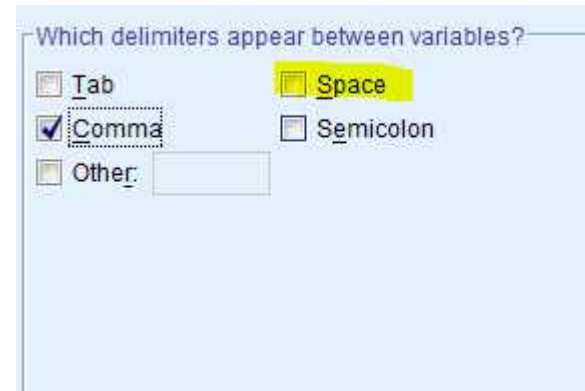 Which delimiters appear between variables?
Tab Space
Comma Semicolon
Other: